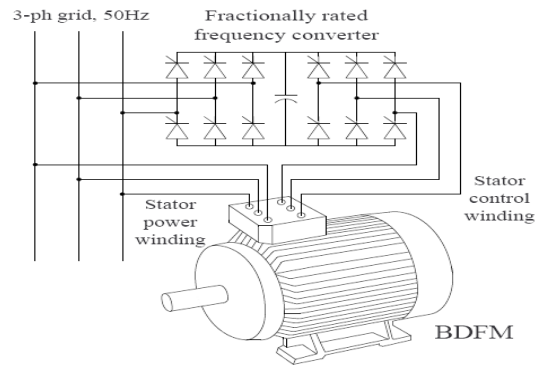 3-ph grid, 50Hz
Fractionally rated
frequency converter
Stator
power
winding
Stator
control
winding
BDFM